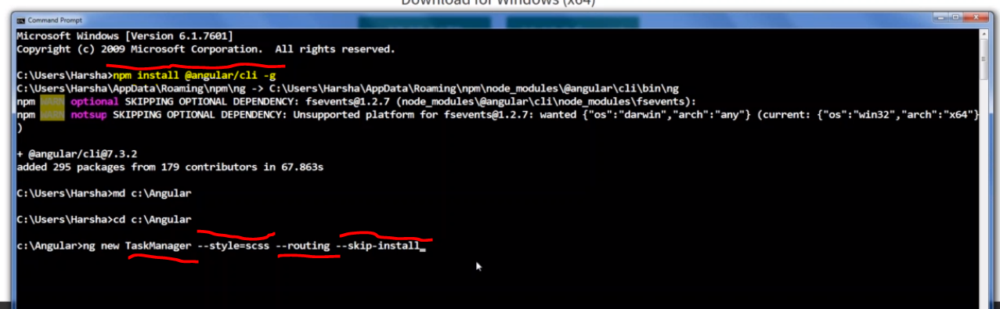 Download for Windows (x64)
Command Prompt
Microsoft Windows [Version 6.1.7601]
Copyright (c) 2009 Microsoft Corporation.  All rights reserved.
C:\Users\Harsha>npm install @angular/cli -g
C:\Users\Harsha\AppData\Roaming\npm\ng -> C:\Users\Harsha\AppData\Roaming\npm\node_modules\@angular\cli\bin\ng
npm WARN optional SKIPPING OPTIONAL DEPENDENCY: fsevents@1.2.7 (node_modules\@angular\cli\node_modules\fsevents):
npm WARN notsup SKIPPING OPTIONAL DEPENDENCY: Unsupported platform for fsevents@1.2.7: wanted {"os":"darwin","arch":"any"} (current: {"os":"win32","arch":"x64"}
)
+ @angular/cli@7.3.2
added 295 packages from 179 contributors in 67.863s
C:\Users\Harsha>md c:\Angular
C:\Users\Harsha>cd c:\Angular
c:\Angular>ng new TaskManager --style=scss --routing --skip-install_